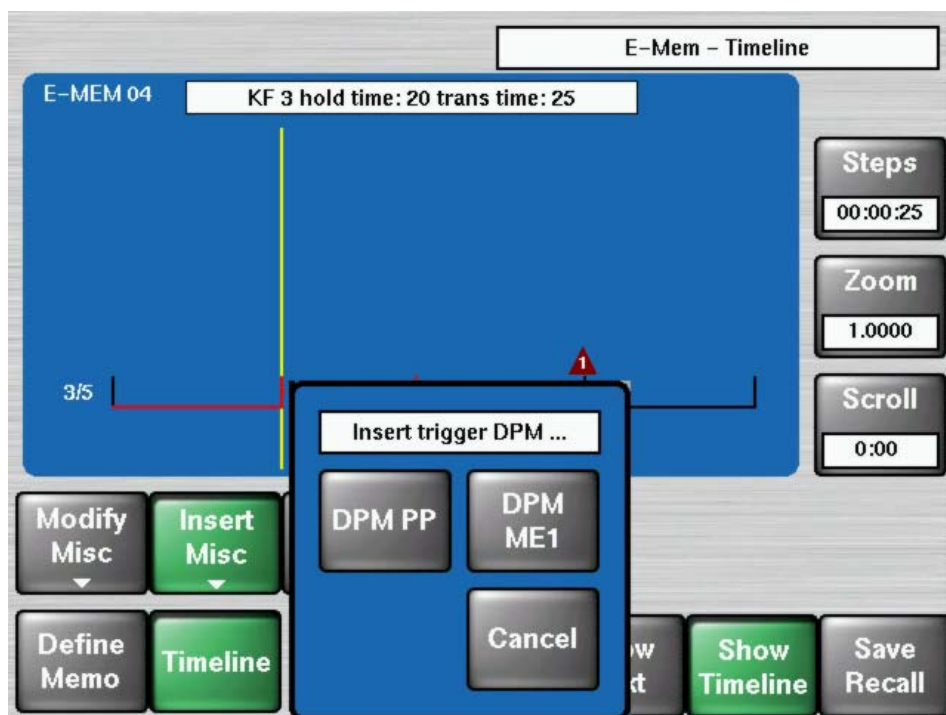 E-Mem - Timeline
E-MEM 04
KF 3 hold time: 20 trans time: 25
Steps
00:00:25
Zoom
1.0000
1
3/5
Scroll
0:00
Insert trigger DPM ...
Modify
Misc
Insert
Misc
DPM PP
DPM
ME1
Define
Memo
Timeline
Cancel
Show
Timeline
Save
Recall